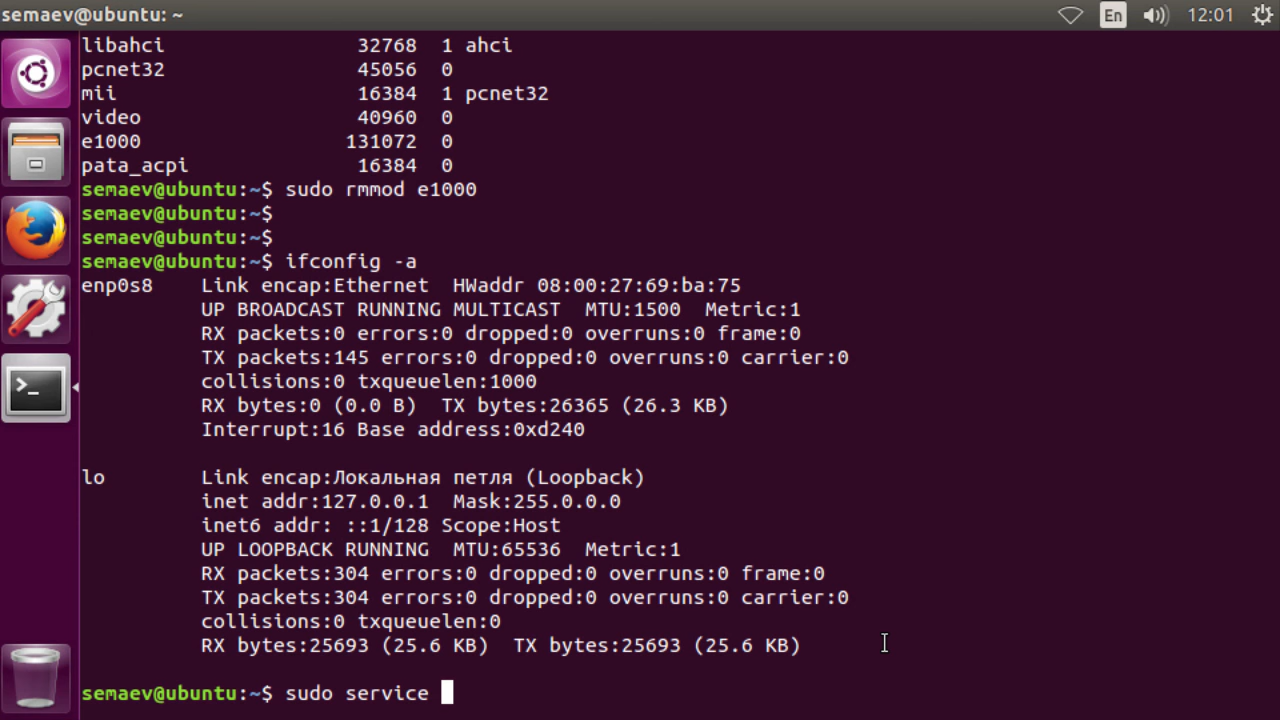 semaev@ubuntu: ~
En
12:01
libahci 32768 1 ahci
pcnet32 45056 0
mii 16384 1 pcnet32
video 40960 0
e1000 131072 0
pata_acpi 16384 0
semaev@ubuntu:~$ sudo rmmod e1000
semaev@ubuntu:~$
semaev@ubuntu:~$
semaev@ubuntu:~$ ifconfig -a
enp0s8 Link encap:Ethernet HWaddr 08:00:27:69:ba:75
UP BROADCAST RUNNING MULTICAST MTU:1500 Metric:1
RX packets:0 errors:0 dropped:0 overruns:0 frame:0
TX packets:145 errors:0 dropped:0 overruns:0 carrier:0
collisions:0 txqueuelen:1000
RX bytes:0 (0.0 B) TX bytes:26365 (26.3 KB)
Interrupt:16 Base address:0xd240
lo Link encap:Локальная петля (Loopback)
inet addr:127.0.0.1 Mask:255.0.0.0
inet6 addr: ::1/128 Scope:Host
UP LOOPBACK RUNNING MTU:65536 Metric:1
RX packets:304 errors:0 dropped:0 overruns:0 frame:0
TX packets:304 errors:0 dropped:0 overruns:0 carrier:0
collisions:0 txqueuelen:0
RX bytes:25693 (25.6 KB) TX bytes:25693 (25.6 KB)
semaev@ubuntu:~$ sudo service